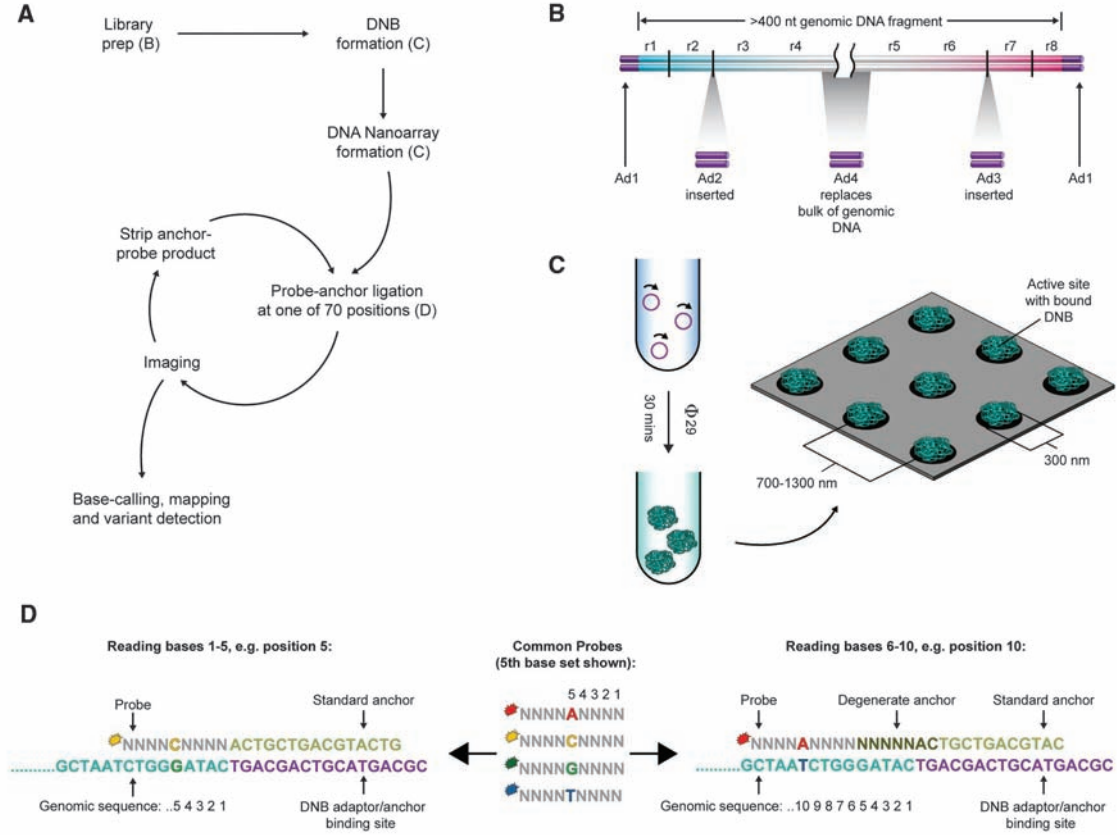 A
Library
prep (B)
DNB
formation (C)
DNA Nanoarray
formation (C)
Strip anchor-
probe product
Probe-anchor ligation
at one of 70 positions (D)
Imaging
Base-calling, mapping
and variant detection
B
>400 nt genomic DNA fragment
r1 r2 r3 r4 r5 r6 r7 r8
Ad1
Ad2
inserted
Ad4
replaces
bulk of genomic
DNA
Ad3
inserted
Ad1
C
Φ29
30 mins
Active site
with bound
DNB
700-1300 nm
300 nm
D
Reading bases 1-5, e.g. position 5:
Probe
Standard anchor
NNNNCNNNNACTGCTGACGTACTG
..........GCTAATCTGGGATACTGACGACTGCATGACGC
Genomic sequence: ..5 4 3 2 1
DNB adaptor/anchor
binding site
Common Probes
(5th base set shown):
5 4 3 2 1
NNNNANNNN
NNNNCNNNN
NNNNGNNNN
NNNNTNNNN
Reading bases 6-10, e.g. position 10:
Probe
Degenerate anchor
Standard anchor
NNNNANNNNNNNNNACTGCTGACGTAC
..........GCTAATCTGGGATACTGACGACTGCATGACGC
Genomic sequence: ..10 9 8 7 6 5 4 3 2 1
DNB adaptor/anchor
binding site